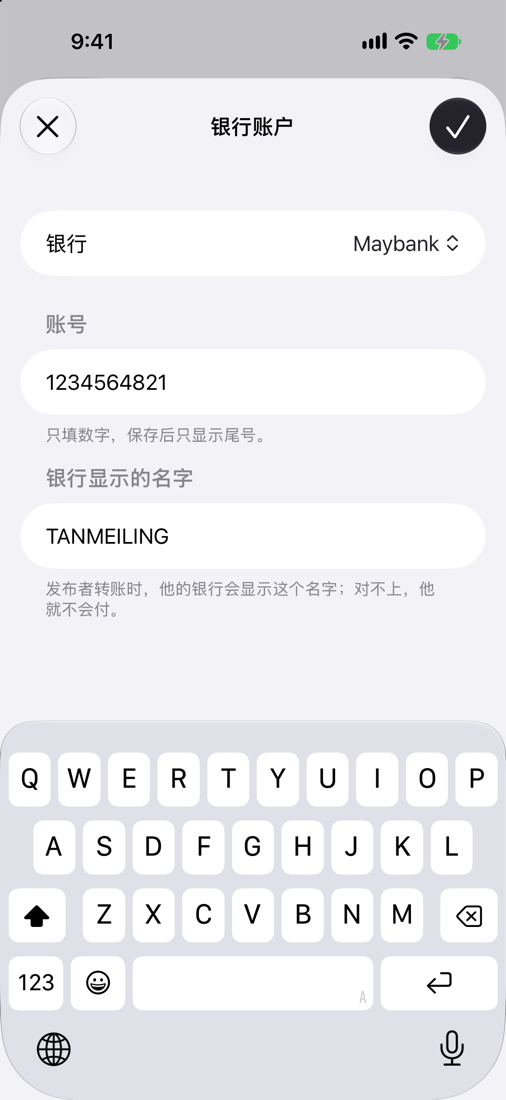 9:41
银行账户
银行
Maybank
账号
1234564821
只填数字，保存后只显示尾号。
银行显示的名字
TANMEILING
发布者转账时，他的银行会显示这个名字；对不上，他
就不会付。
Q W E R T Y U I O P
A S D F G H J K L
Z X C V B N M
123
A